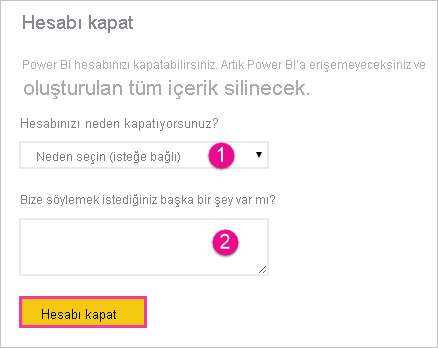 Hesabı kapat
Power BI hesabınızı kapatabilirsiniz. Artık Power BI'a erişemeyeceksiniz ve
oluşturulan tüm içerik silinecek.
Hesabınızı neden kapatıyorsunuz?
Neden seçin (isteğe bağlı) 1
Bize söylemek istediğiniz başka bir şey var mı?
2
Hesabı kapat